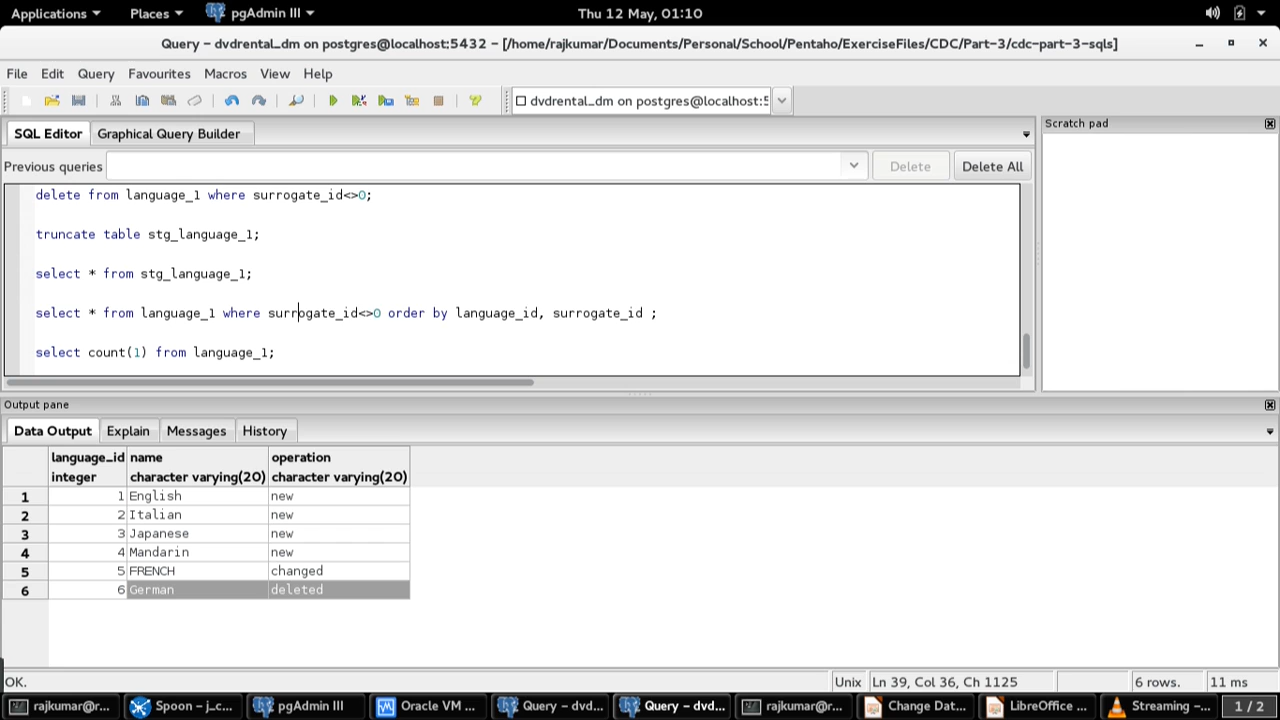 Applications Places pgAdmin III Thu 12 May, 01:10
Query - dvdrental_dm on postgres@localhost:5432 - [/home/rajkumar/Documents/Personal/School/Pentaho/ExerciseFiles/CDC/Part-3/cdc-part-3-sqls]
File Edit Query Favourites Macros View Help
dvdrental_dm on postgres@localhost:5
SQL Editor Graphical Query Builder
Scratch pad
Previous queries Delete Delete All
delete from language_1 where surrogate_id<>0;
truncate table stg_language_1;
select * from stg_language_1;
select * from language_1 where surrogate_id<>0 order by language_id, surrogate_id ;
select count(1) from language_1;
Output pane
Data Output Explain Messages History
language_id name operation
integer character varying(20) character varying(20)
1 1 English new
2 2 Italian new
3 3 Japanese new
4 4 Mandarin new
5 5 FRENCH changed
6 6 German deleted
OK. Unix Ln 39, Col 36, Ch 1125 6 rows. 11 ms
rajkumar@r... Spoon – j_c... pgAdmin III Oracle VM ... Query – dvd... Query – dvd... rajkumar@r... Change Dat... LibreOffice ... Streaming –... 1 / 2